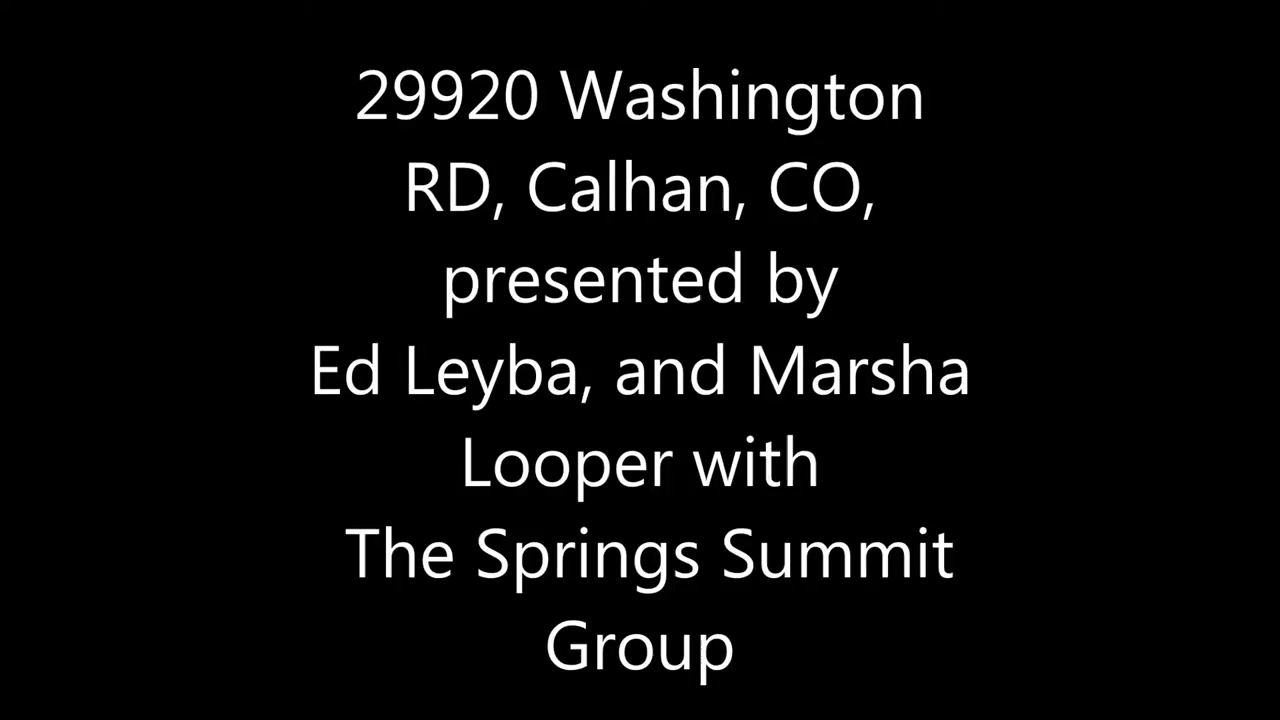 29920 Washington
RD, Calhan, CO,
presented by
Ed Leyba, and Marsha
Looper with
The Springs Summit
Group